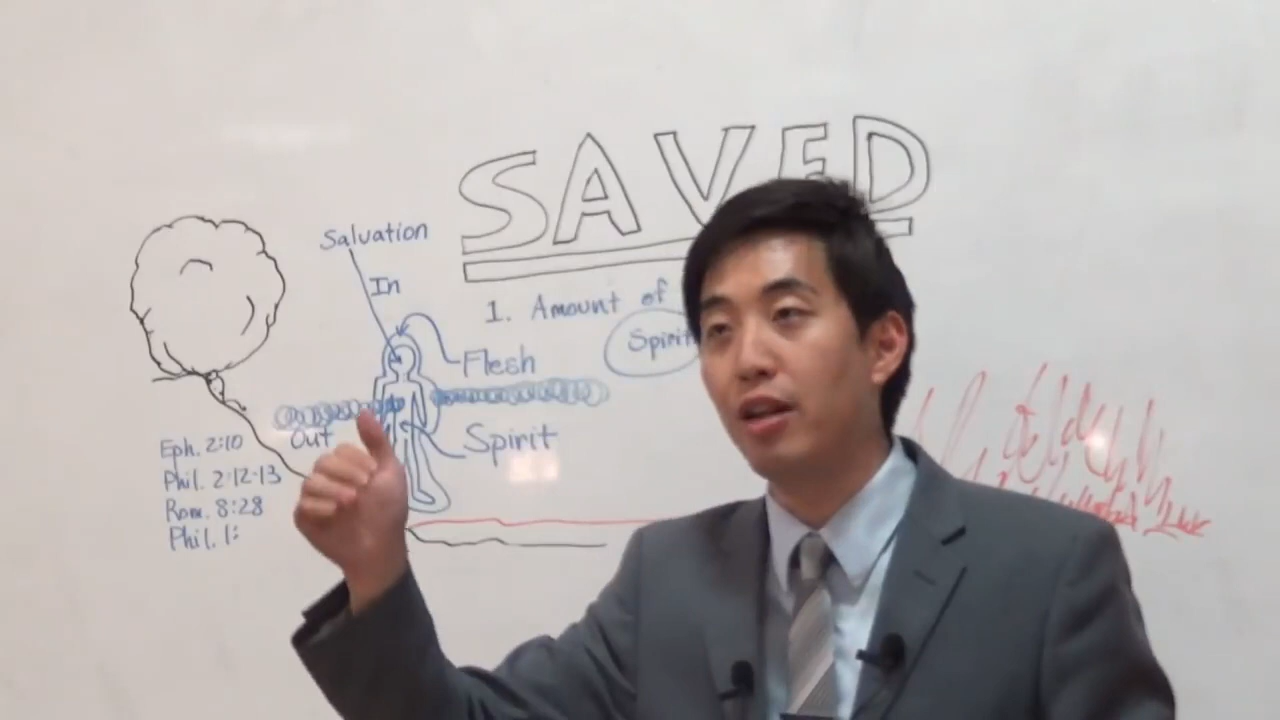 SAVED
Salvation
In
1. Amount of
Spirit
Flesh
Out
Spirit
Eph. 2:10
Phil. 2:12-13
Rom. 8:28
Phil. 1: